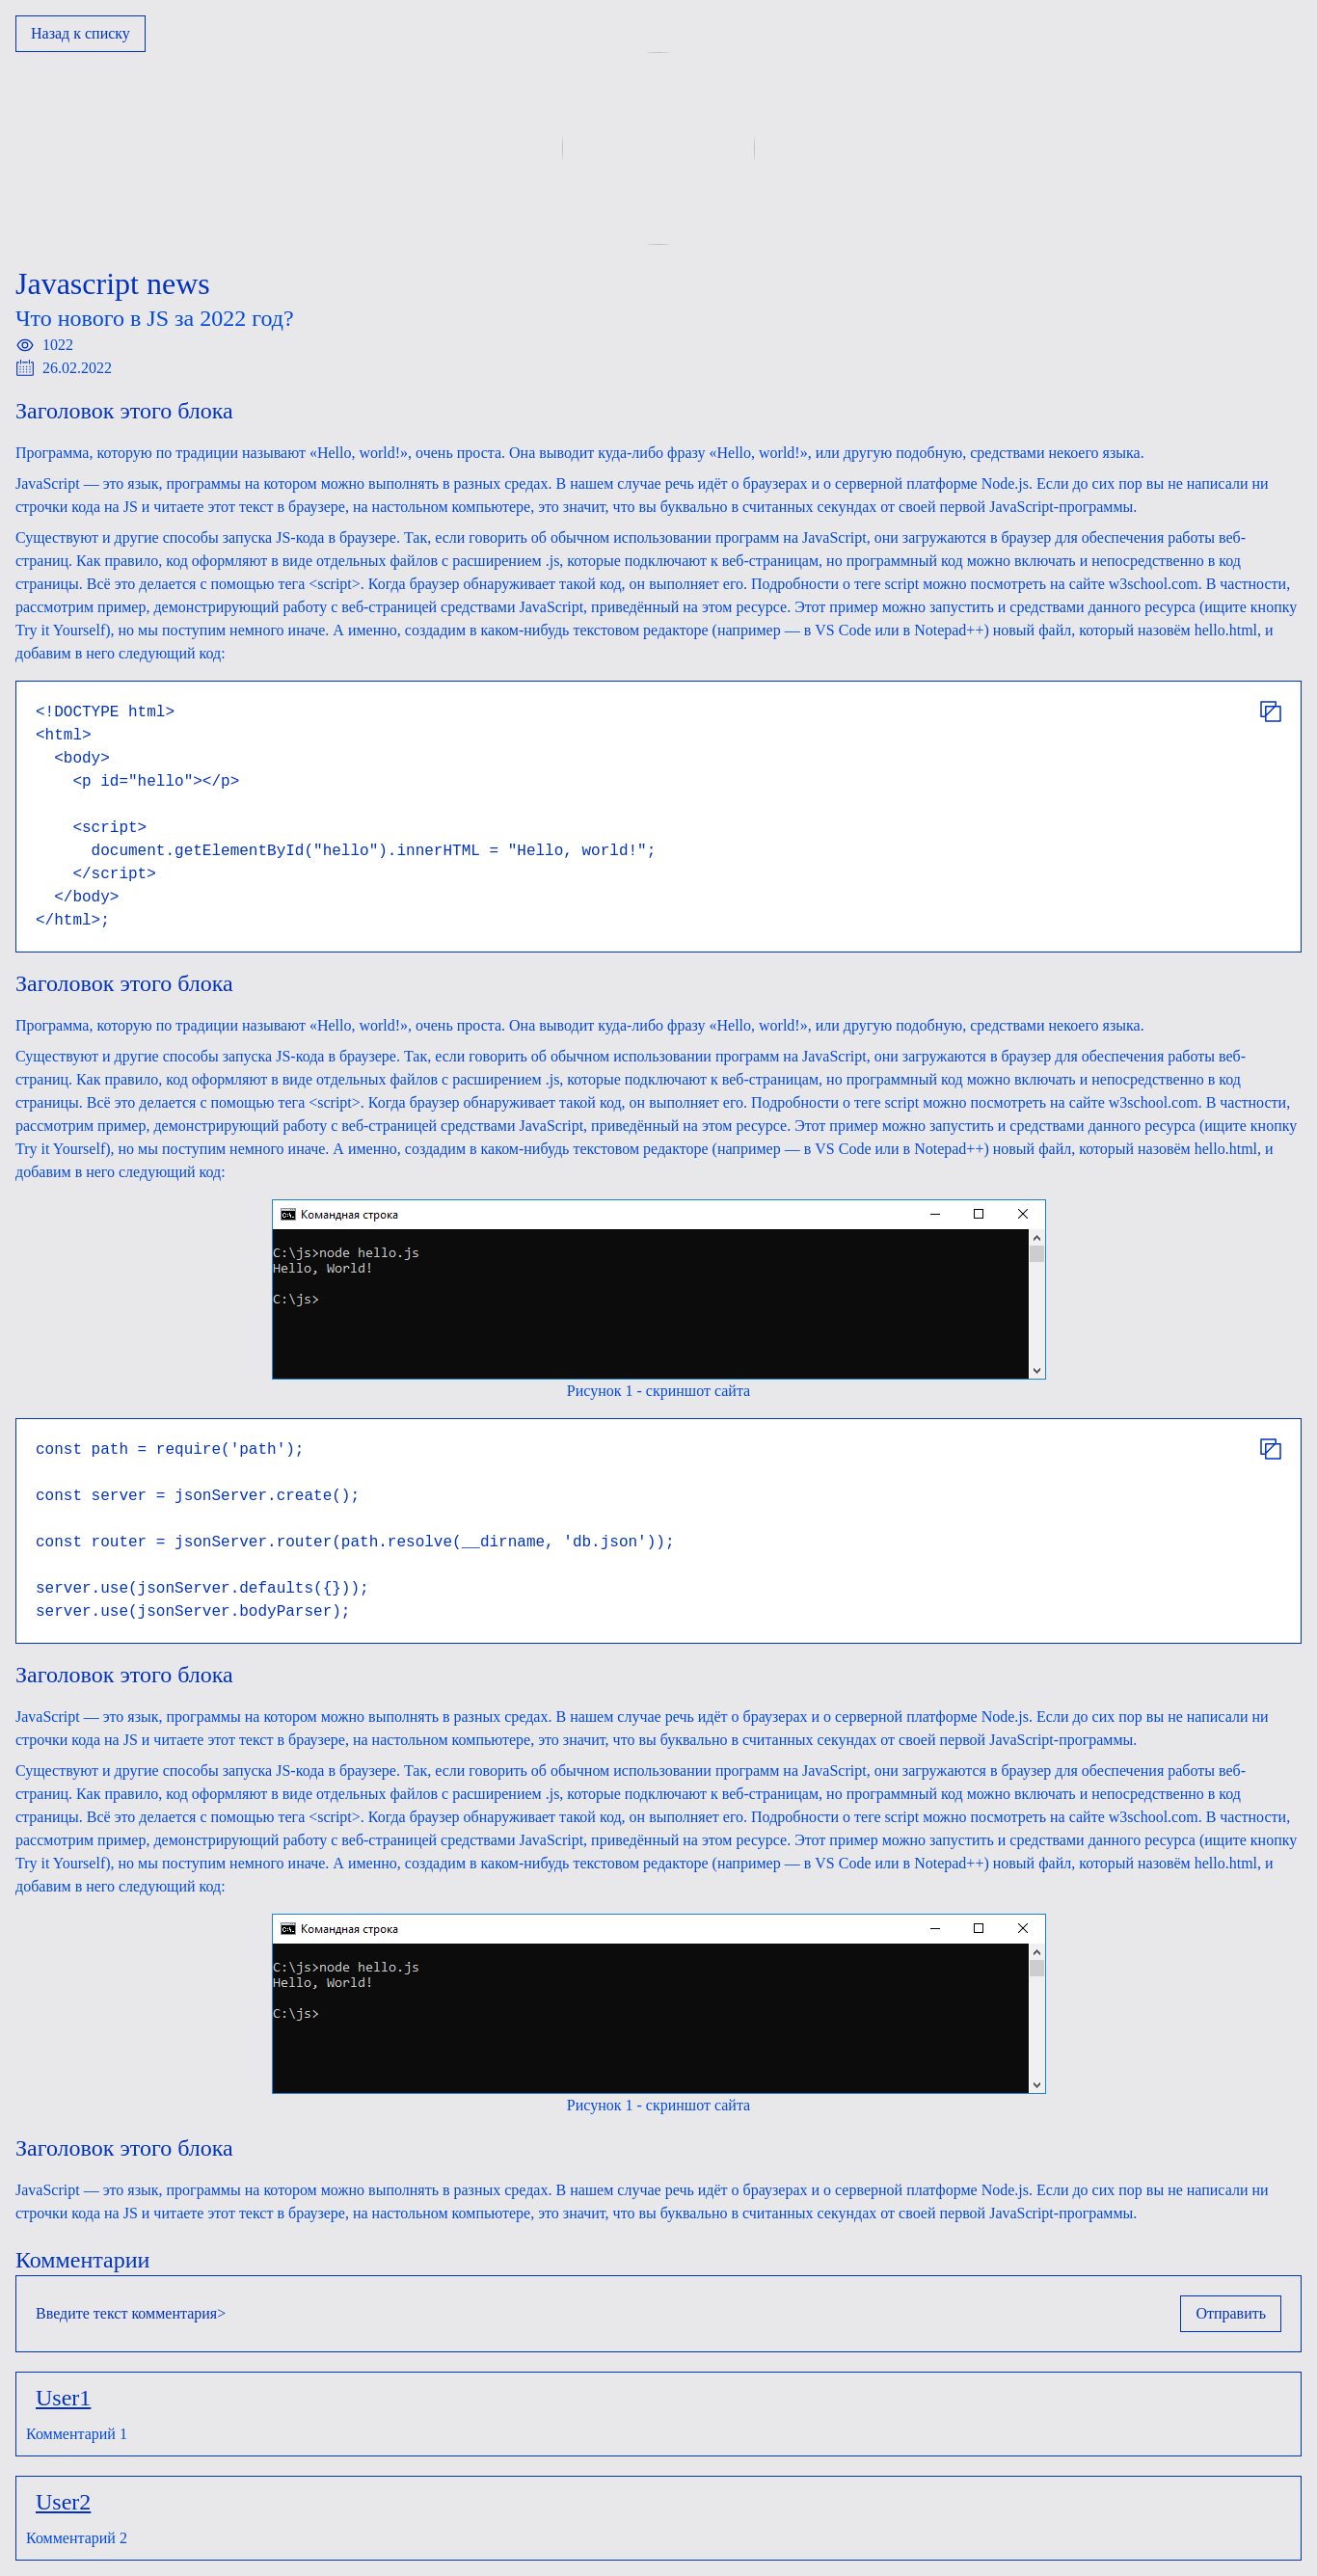 Назад к списку
Javascript news
Что нового в JS за 2022 год?
1022
26.02.2022
Заголовок этого блока
Программа, которую по традиции называют «Hello, world!», очень проста. Она выводит куда-либо фразу «Hello, world!», или другую подобную, средствами некоего языка.
JavaScript — это язык, программы на котором можно выполнять в разных средах. В нашем случае речь идёт о браузерах и о серверной платформе Node.js. Если до сих пор вы не написали ни
строчки кода на JS и читаете этот текст в браузере, на настольном компьютере, это значит, что вы буквально в считанных секундах от своей первой JavaScript-программы.
Существуют и другие способы запуска JS-кода в браузере. Так, если говорить об обычном использовании программ на JavaScript, они загружаются в браузер для обеспечения работы веб-
страниц. Как правило, код оформляют в виде отдельных файлов с расширением .js, которые подключают к веб-страницам, но программный код можно включать и непосредственно в код
страницы. Всё это делается с помощью тега <script>. Когда браузер обнаруживает такой код, он выполняет его. Подробности о теге script можно посмотреть на сайте w3school.com. В частности,
рассмотрим пример, демонстрирующий работу с веб-страницей средствами JavaScript, приведённый на этом ресурсе. Этот пример можно запустить и средствами данного ресурса (ищите кнопку
Try it Yourself), но мы поступим немного иначе. А именно, создадим в каком-нибудь текстовом редакторе (например — в VS Code или в Notepad++) новый файл, который назовём hello.html, и
добавим в него следующий код:
<!DOCTYPE html>
<html>
  <body>
    <p id="hello"></p>
    <script>
      document.getElementById("hello").innerHTML = "Hello, world!";
    </script>
  </body>
</html>;
Заголовок этого блока
Программа, которую по традиции называют «Hello, world!», очень проста. Она выводит куда-либо фразу «Hello, world!», или другую подобную, средствами некоего языка.
Существуют и другие способы запуска JS-кода в браузере. Так, если говорить об обычном использовании программ на JavaScript, они загружаются в браузер для обеспечения работы веб-
страниц. Как правило, код оформляют в виде отдельных файлов с расширением .js, которые подключают к веб-страницам, но программный код можно включать и непосредственно в код
страницы. Всё это делается с помощью тега <script>. Когда браузер обнаруживает такой код, он выполняет его. Подробности о теге script можно посмотреть на сайте w3school.com. В частности,
рассмотрим пример, демонстрирующий работу с веб-страницей средствами JavaScript, приведённый на этом ресурсе. Этот пример можно запустить и средствами данного ресурса (ищите кнопку
Try it Yourself), но мы поступим немного иначе. А именно, создадим в каком-нибудь текстовом редакторе (например — в VS Code или в Notepad++) новый файл, который назовём hello.html, и
добавим в него следующий код:
Командная строка
C:\js>node hello.js
Hello, World!
C:\js>
Рисунок 1 - скриншот сайта
const path = require('path');
const server = jsonServer.create();
const router = jsonServer.router(path.resolve(__dirname, 'db.json'));
server.use(jsonServer.defaults({}));
server.use(jsonServer.bodyParser);
Заголовок этого блока
JavaScript — это язык, программы на котором можно выполнять в разных средах. В нашем случае речь идёт о браузерах и о серверной платформе Node.js. Если до сих пор вы не написали ни
строчки кода на JS и читаете этот текст в браузере, на настольном компьютере, это значит, что вы буквально в считанных секундах от своей первой JavaScript-программы.
Существуют и другие способы запуска JS-кода в браузере. Так, если говорить об обычном использовании программ на JavaScript, они загружаются в браузер для обеспечения работы веб-
страниц. Как правило, код оформляют в виде отдельных файлов с расширением .js, которые подключают к веб-страницам, но программный код можно включать и непосредственно в код
страницы. Всё это делается с помощью тега <script>. Когда браузер обнаруживает такой код, он выполняет его. Подробности о теге script можно посмотреть на сайте w3school.com. В частности,
рассмотрим пример, демонстрирующий работу с веб-страницей средствами JavaScript, приведённый на этом ресурсе. Этот пример можно запустить и средствами данного ресурса (ищите кнопку
Try it Yourself), но мы поступим немного иначе. А именно, создадим в каком-нибудь текстовом редакторе (например — в VS Code или в Notepad++) новый файл, который назовём hello.html, и
добавим в него следующий код:
Командная строка
C:\js>node hello.js
Hello, World!
C:\js>
Рисунок 1 - скриншот сайта
Заголовок этого блока
JavaScript — это язык, программы на котором можно выполнять в разных средах. В нашем случае речь идёт о браузерах и о серверной платформе Node.js. Если до сих пор вы не написали ни
строчки кода на JS и читаете этот текст в браузере, на настольном компьютере, это значит, что вы буквально в считанных секундах от своей первой JavaScript-программы.
Комментарии
Введите текст комментария>
Отправить
User1
Комментарий 1
User2
Комментарий 2